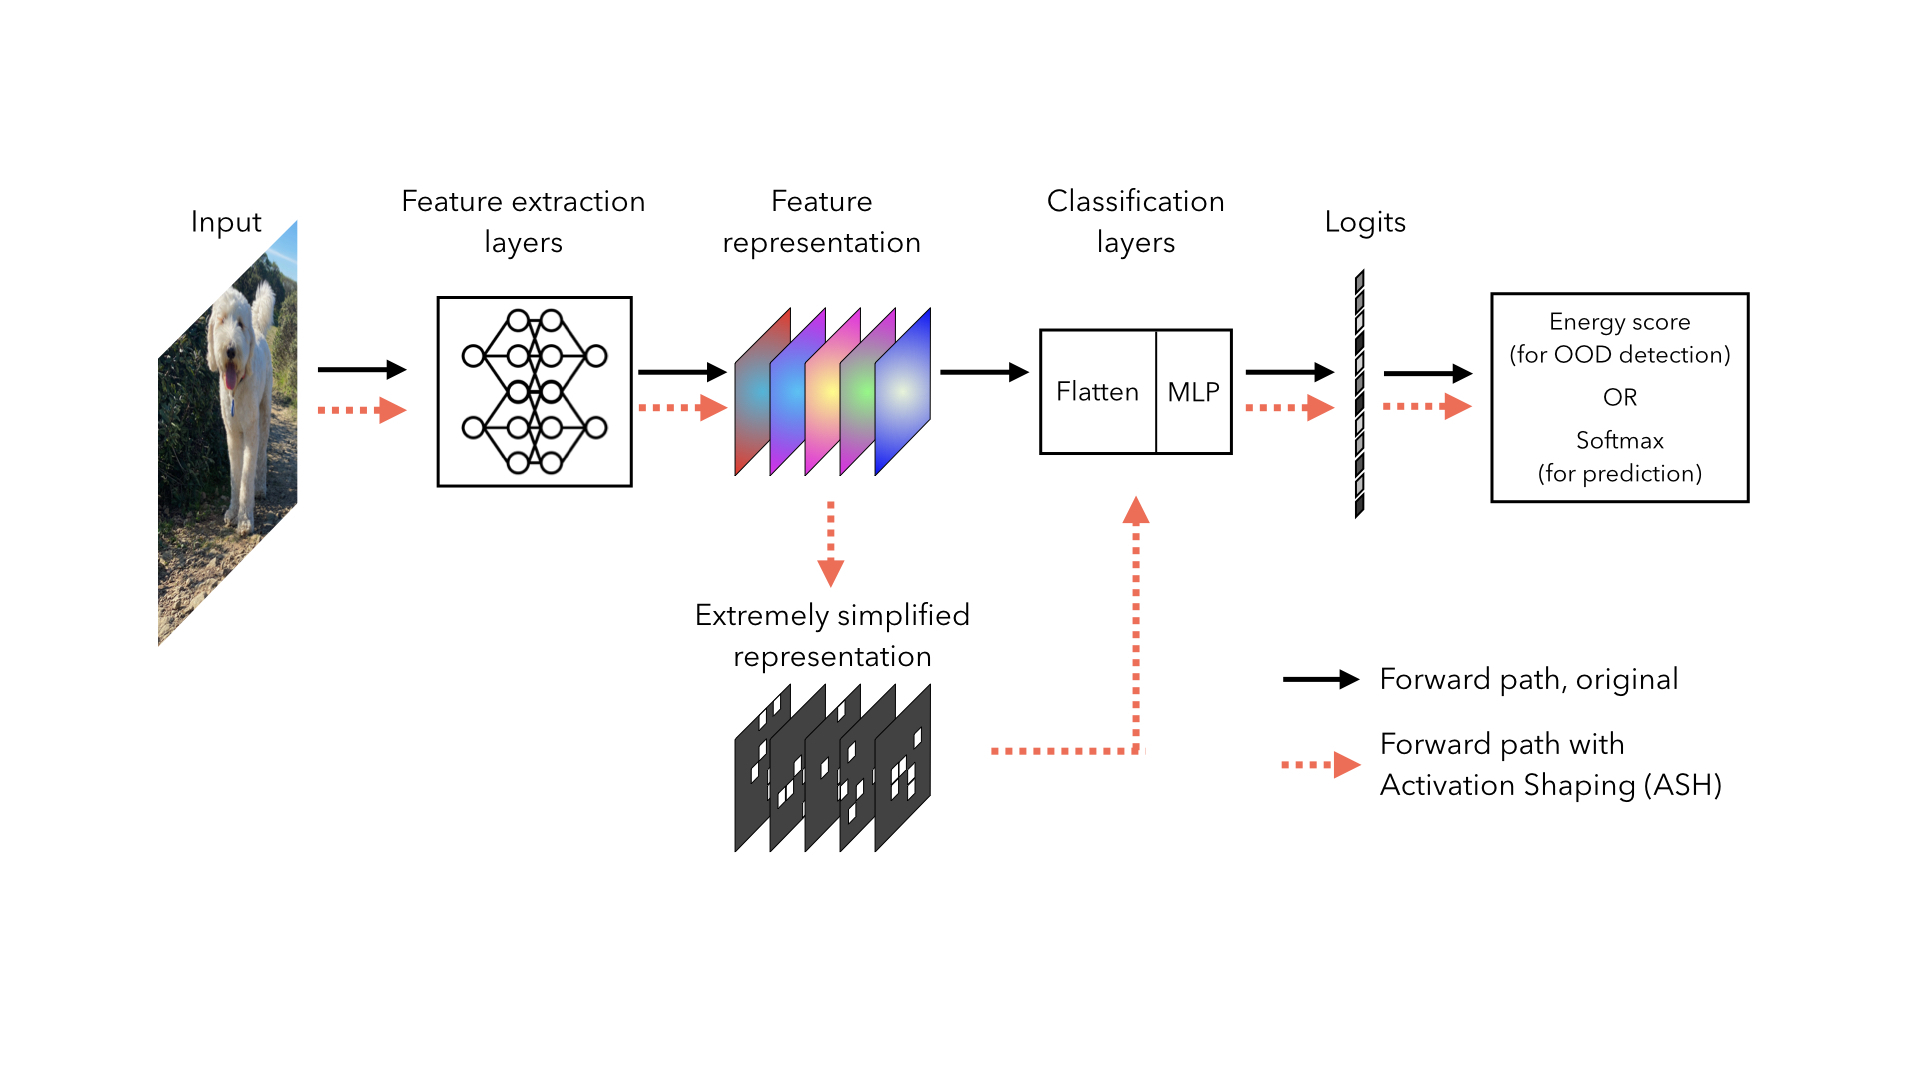 Input
Feature extraction
layers
Feature
representation
Classification
layers
Logits
Flatten
MLP
Energy score
(for OOD detection)
OR
Softmax
(for prediction)
Extremely simplified
representation
Forward path, original
Forward path with
Activation Shaping (ASH)